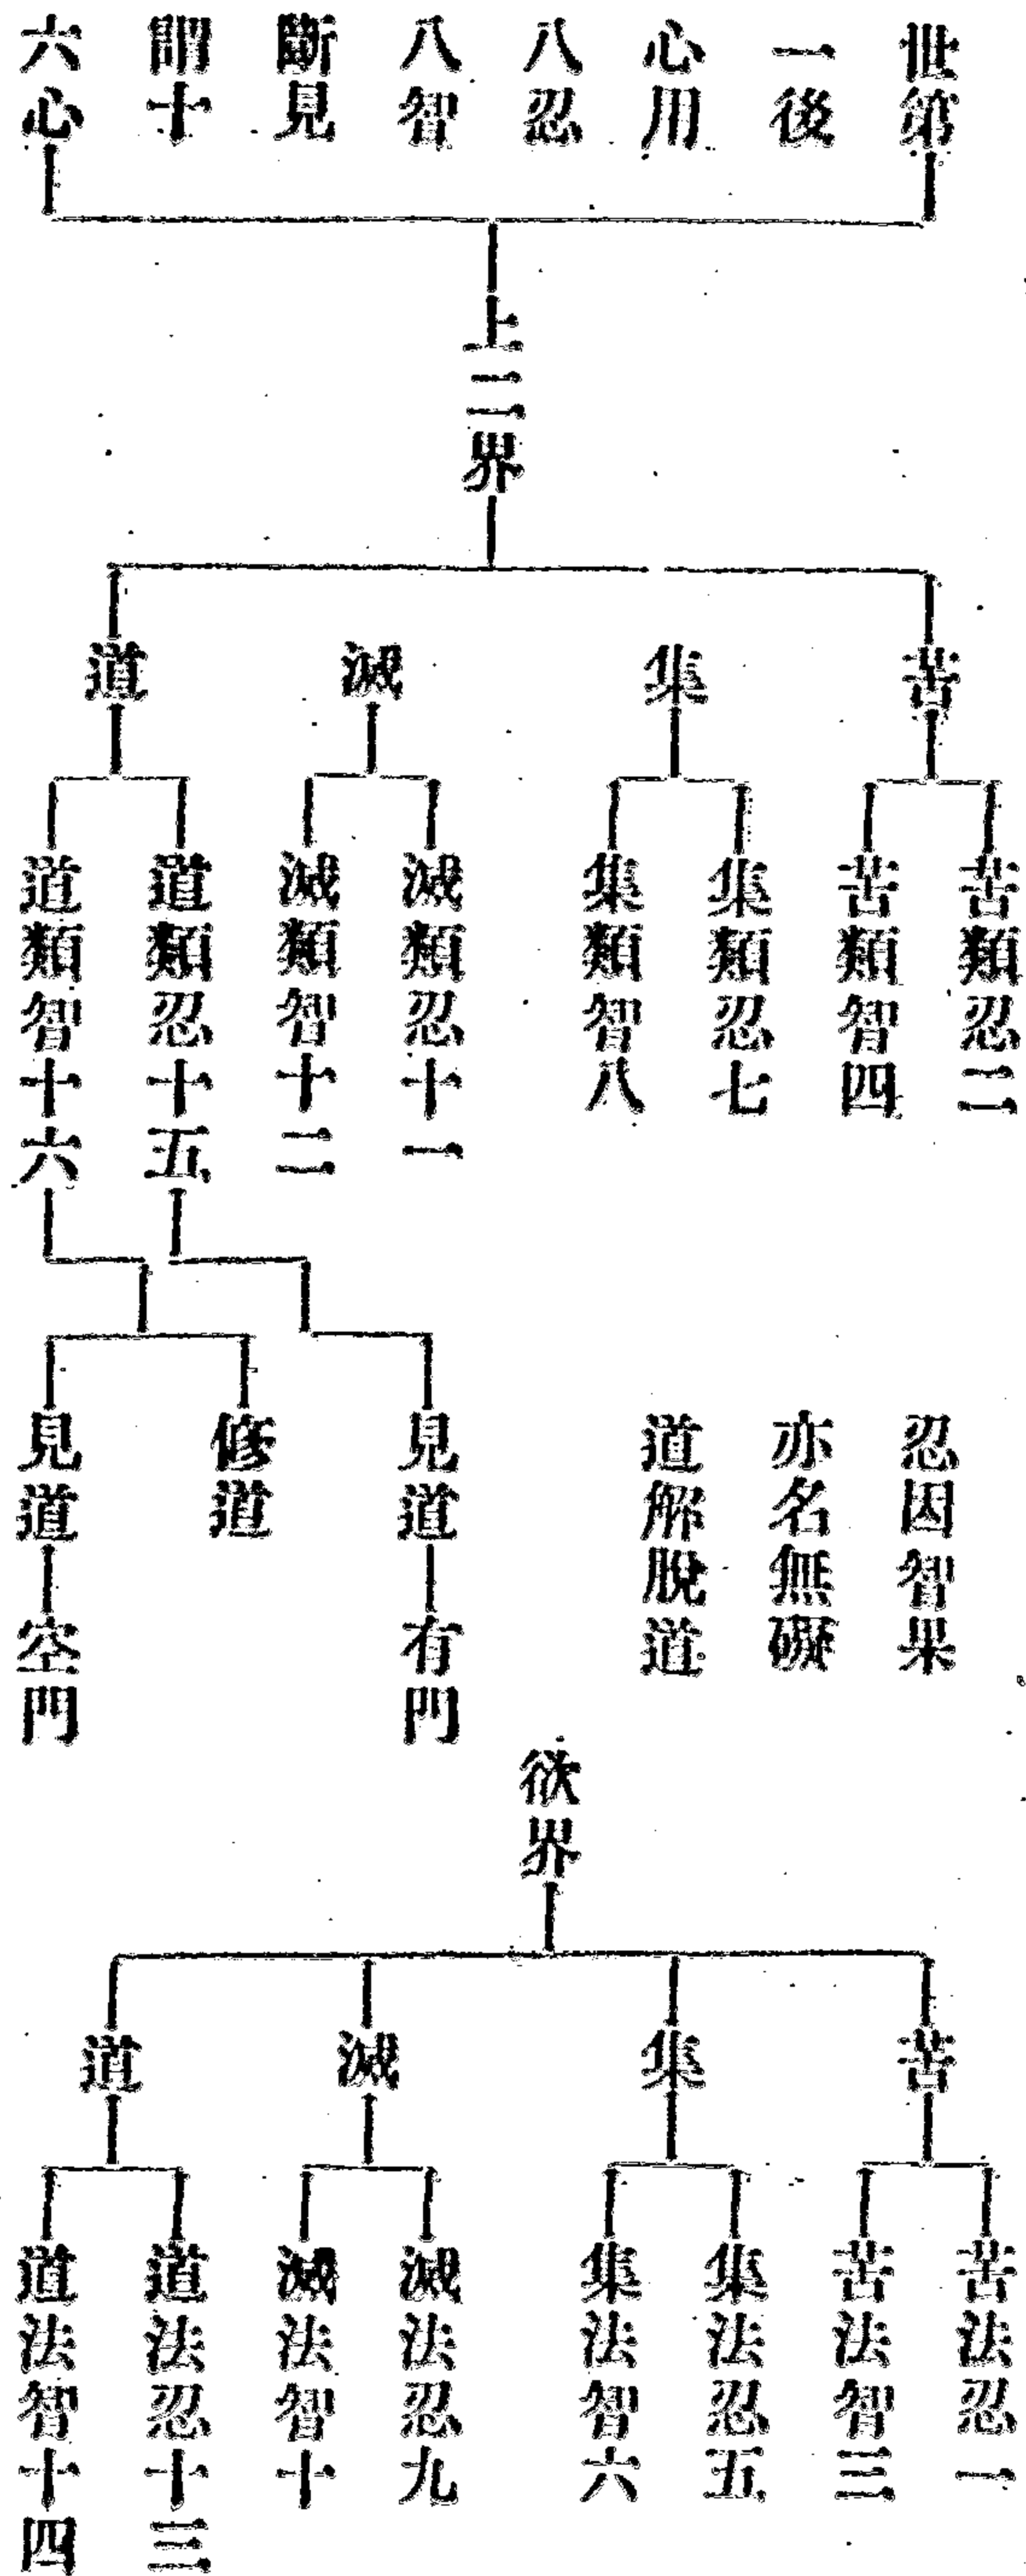 世第
一後
心用
八忍
八智
斷見
謂十
六心
上二界
苦
集
滅
道
苦類忍二
苦類智四
集類忍七
集類智八
滅類忍十一
滅類智十二
道類忍十五
道類智十六
忍因智果
亦名無礙
道解脫道
見道
有門
修道
見道
空門
欲界
苦
集
滅
道
苦法忍一
苦法智三
集法忍五
集法智六
滅法忍九
滅法智十
道法忍十三
道法智十四